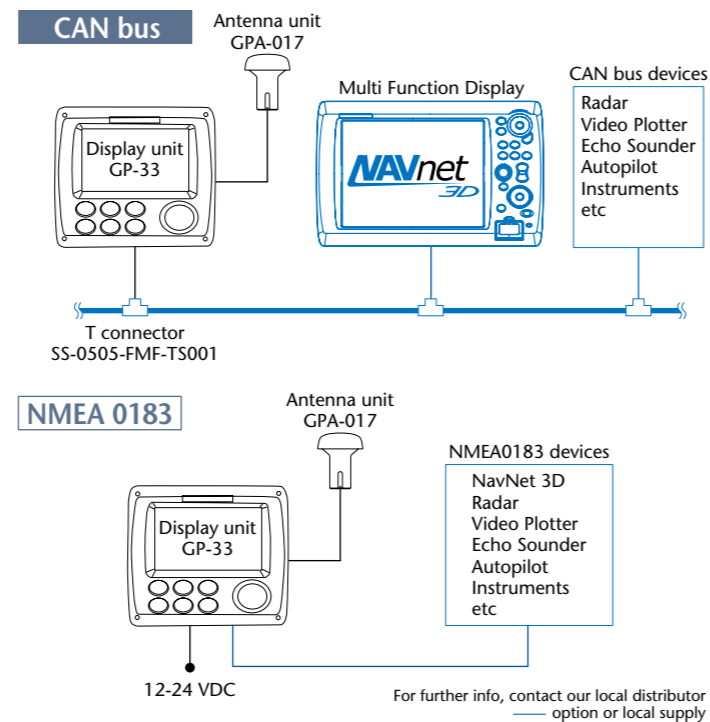 CAN bus
Antenna unit
GPA-017
Display unit
GP-33
Multi Function Display
NAVnet
3D
CAN bus devices
Radar
Video Plotter
Echo Sounder
Autopilot
Instruments
etc
T connector
SS-0505-FMF-TS001
NMEA 0183
Antenna unit
GPA-017
Display unit
GP-33
12-24 VDC
NMEA0183 devices
NavNet 3D
Radar
Video Plotter
Echo Sounder
Autopilot
Instruments
etc
For further info, contact our local distributor
option or local supply